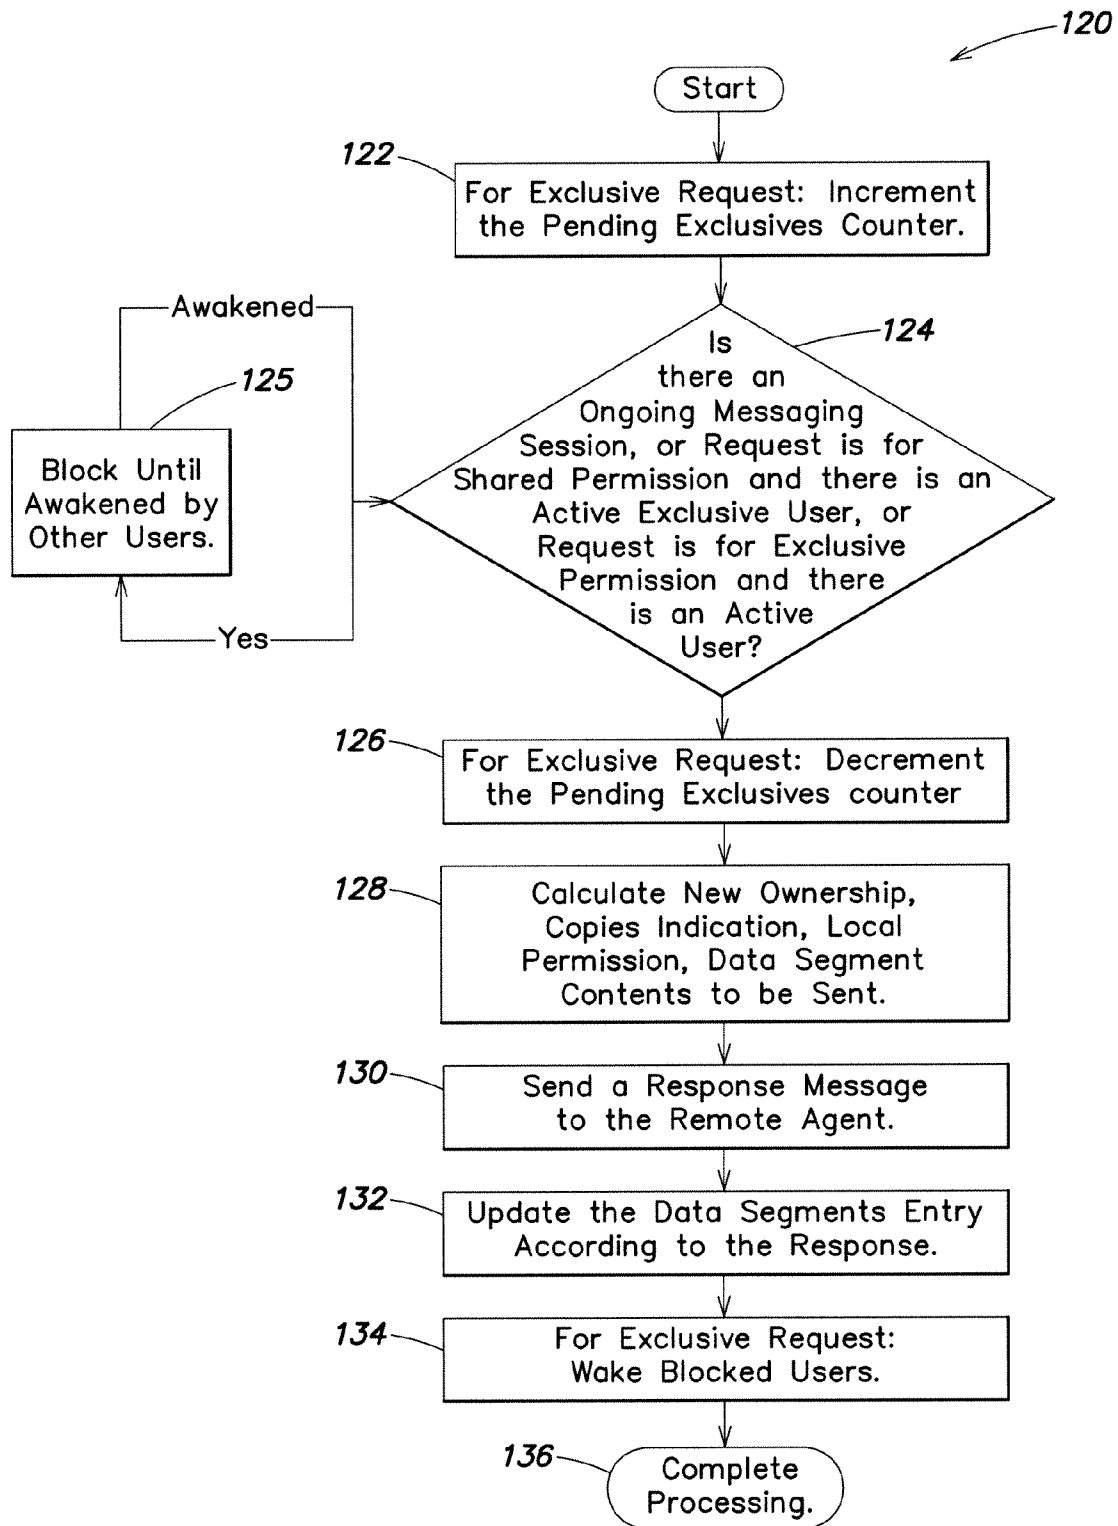 120
Start
122
For Exclusive Request: Increment
the Pending Exclusives Counter.
Awakened
124
125
Is
there an
Ongoing Messaging
Session, or Request is for
Shared Permission and there is an
Active Exclusive User, or
Request is for Exclusive
Permission and there
is an Active
User?
Block Until
Awakened by
Other Users.
Yes
126
For Exclusive Request: Decrement
the Pending Exclusives counter
128
Calculate New Ownership,
Copies Indication, Local
Permission, Data Segment
Contents to be Sent.
130
Send a Response Message
to the Remote Agent.
132
Update the Data Segments Entry
According to the Response.
134
For Exclusive Request:
Wake Blocked Users.
136
Complete
Processing.